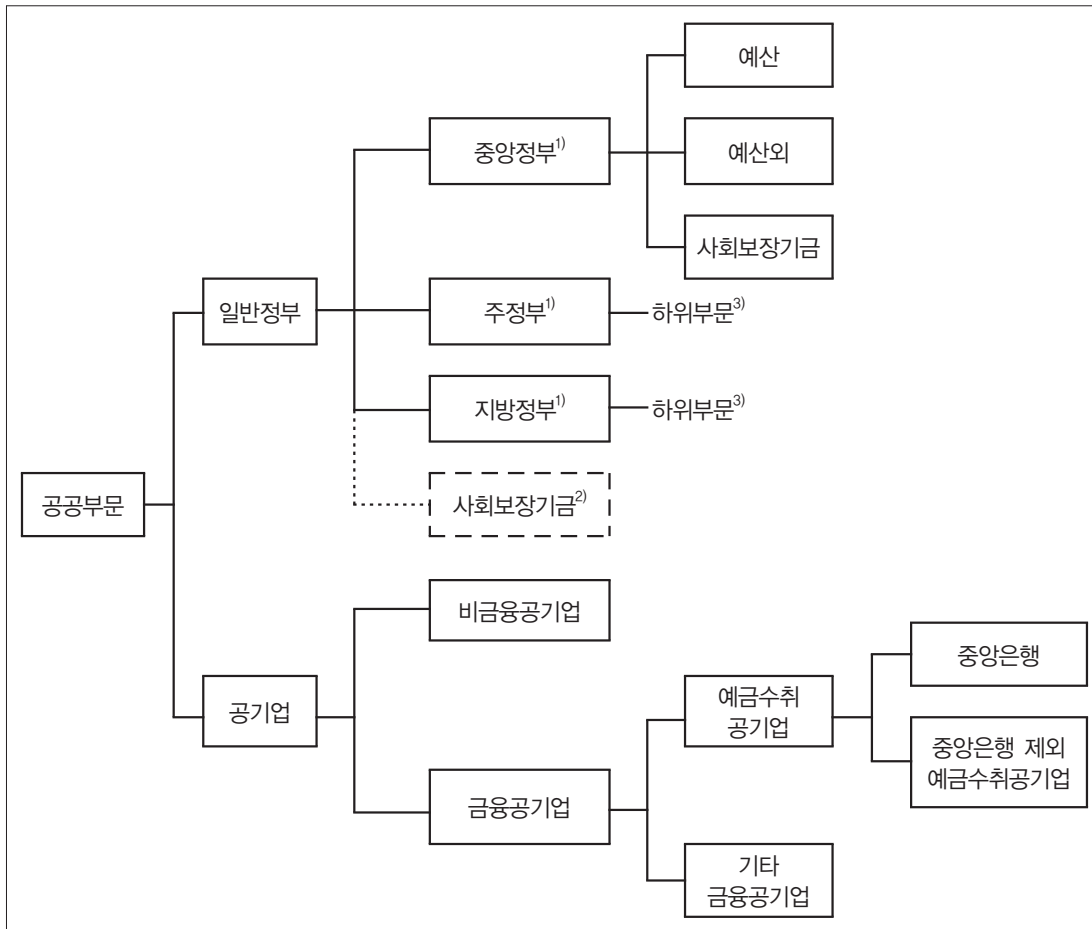 예산
중앙정부1)
예산외
사회보장기금
일반정부
주정부1)
하위부문3)
지방정부1)
하위부문3)
공공부문
사회보장기금2)
비금융공기업
공기업
예금수취
공기업
중앙은행
중앙은행 제외
예금수취공기업
금융공기업
기타
금융공기업